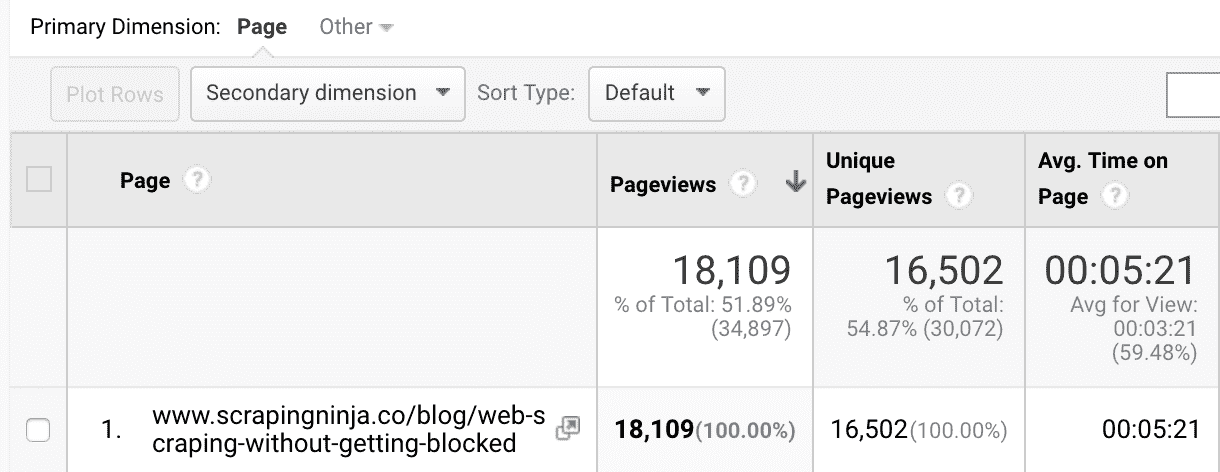 Primary Dimension: Page Other
Plot Rows Secondary dimension Sort Type: Default
Page ? Pageviews ? Unique Pageviews ? Avg. Time on Page ?
18,109 16,502 00:05:21
% of Total: 51.89% (34,897) % of Total: 54.87% (30,072) Avg for View: 00:03:21 (59.48%)
1. www.scrapingninja.co/blog/web-s
craping-without-getting-blocked
18,109 (100.00%) 16,502 (100.00%) 00:05:21